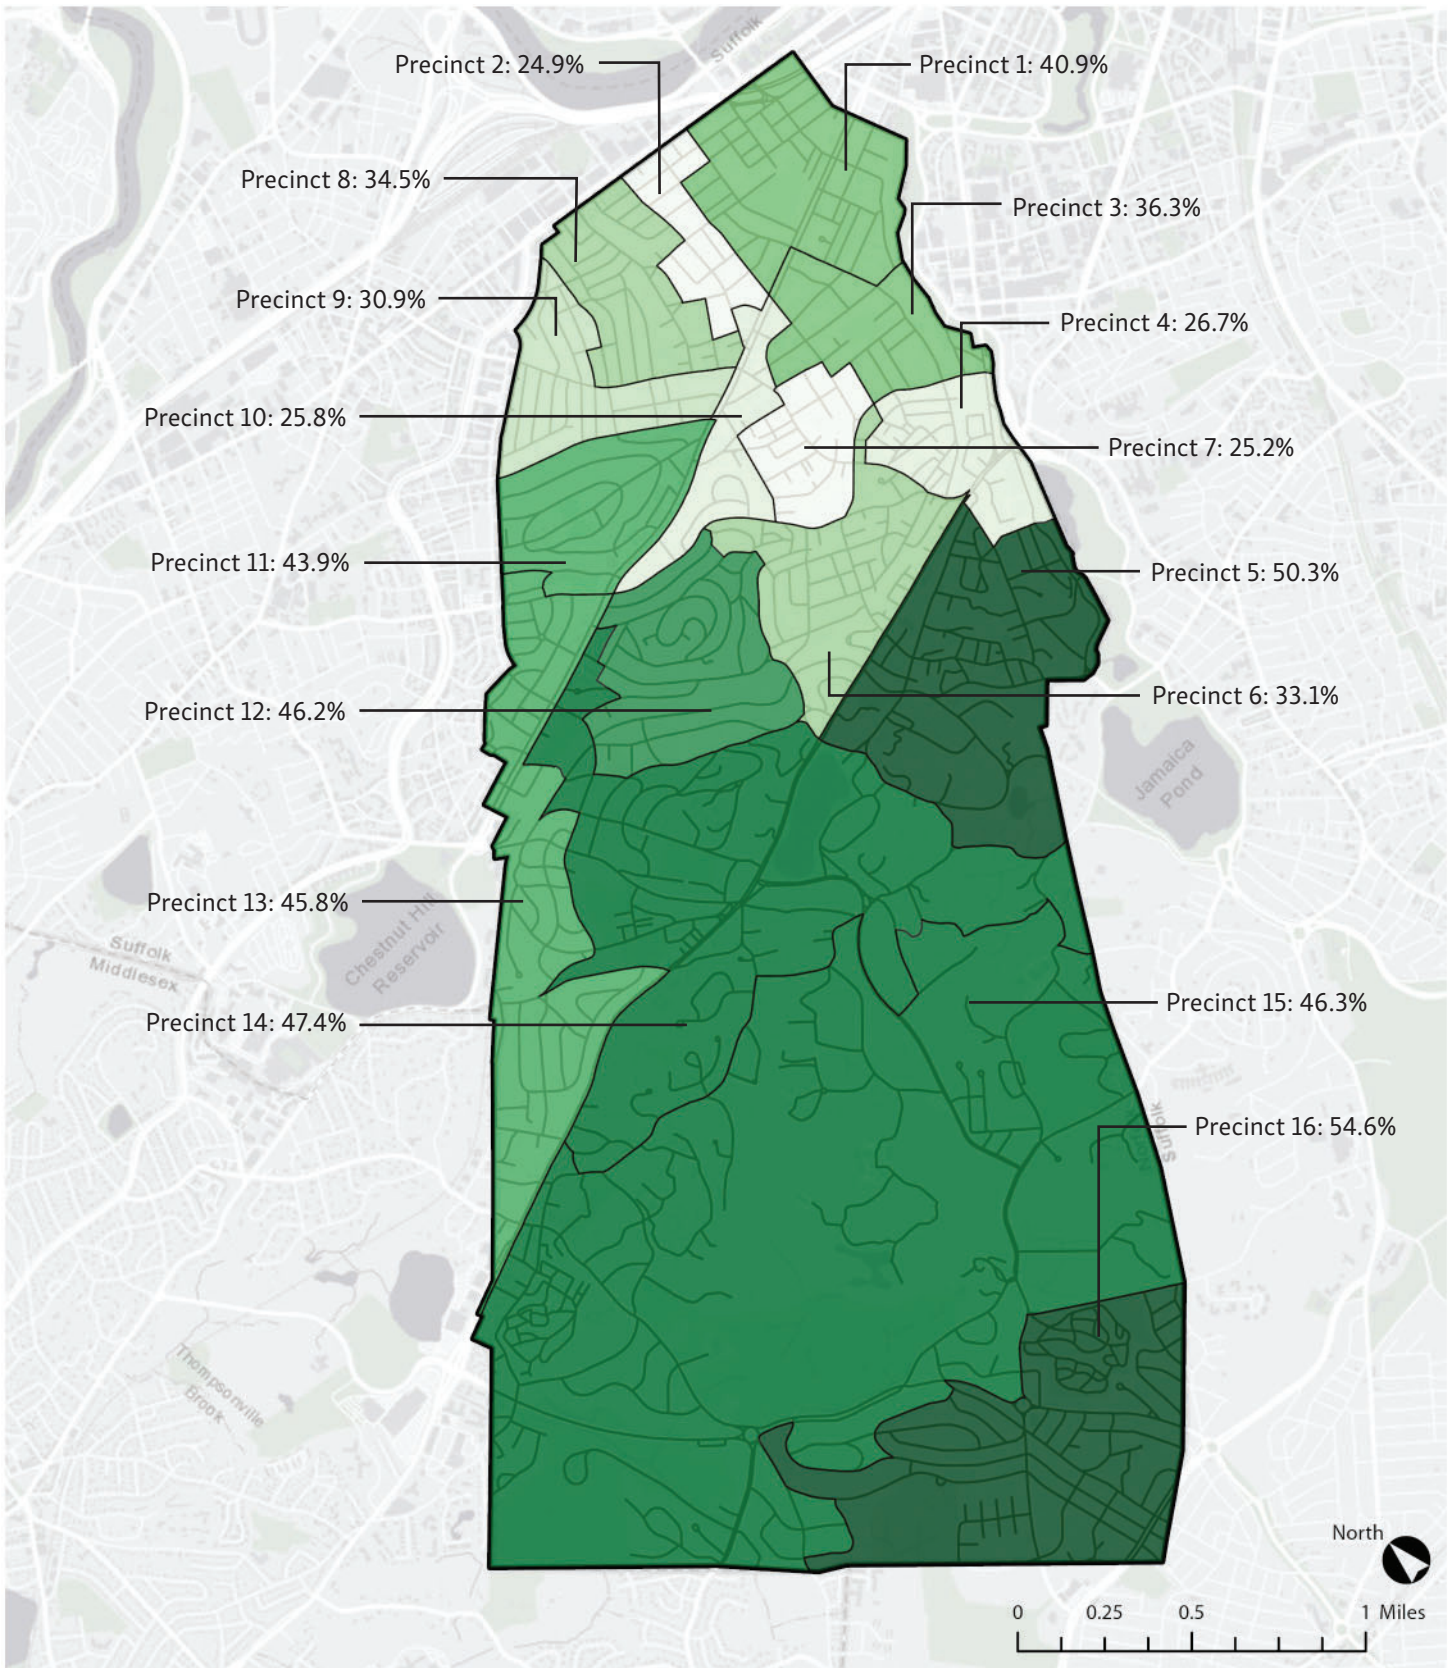 Suffolk
Precinct 2: 24.9%
Precinct 1: 40.9%
Precinct 8: 34.5%
Precinct 3: 36.3%
Precinct 9: 30.9%
Precinct 4: 26.7%
Precinct 10: 25.8%
Precinct 7: 25.2%
Precinct 11: 43.9%
Precinct 5: 50.3%
Precinct 6: 33.1%
Precinct 12: 46.2%
Jamaica
Pond
Precinct 13: 45.8%
Chestnut Hill
Reservoir
Suffolk
Middlesex
Precinct 15: 46.3%
Precinct 14: 47.4%
Suffolk
Precinct 16: 54.6%
Thompsonville
Brook
North
0 0.25 0.5 1 Miles